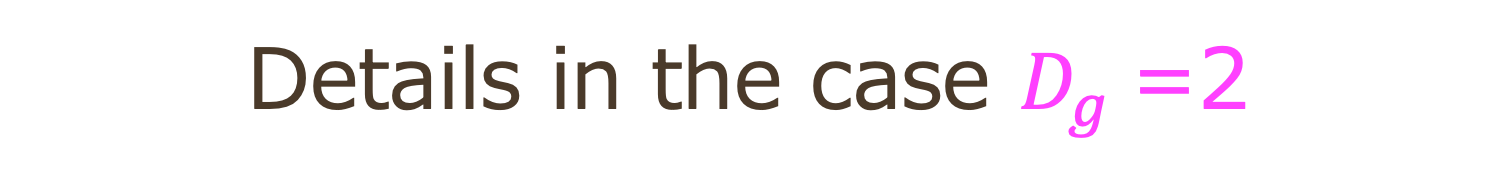 Details in the case D_g =2